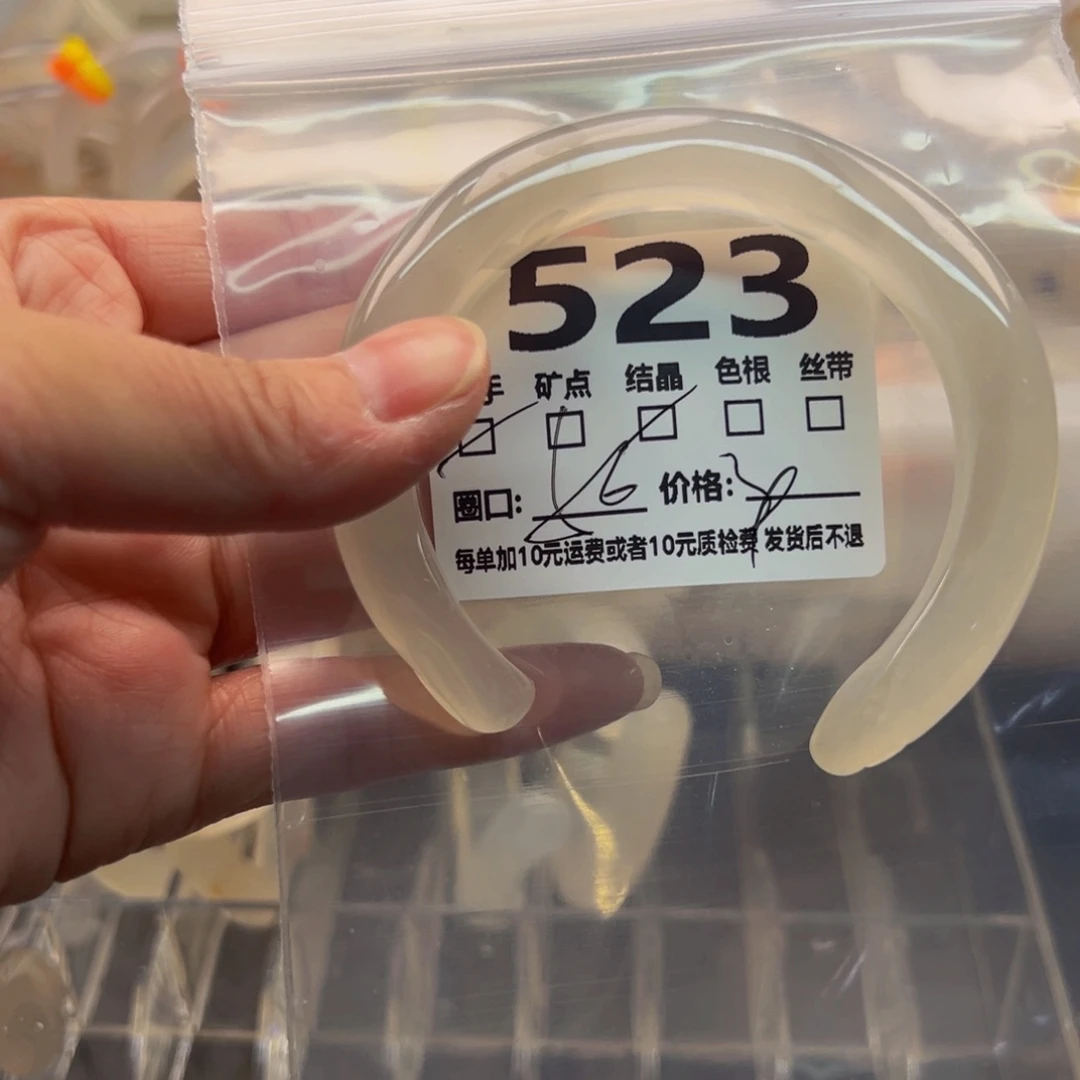 523
手 矿点 结晶 色根 丝带
圈口: 56 价格:
每单加10元运费或者10元质检费 发货后不退